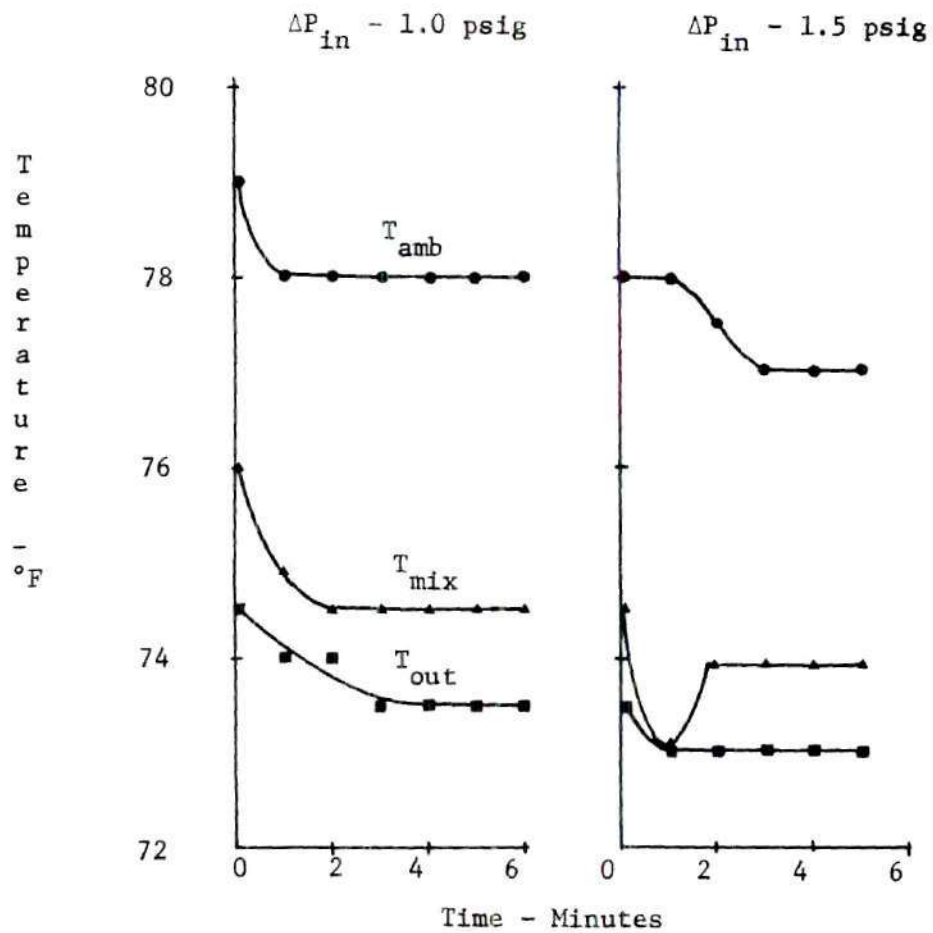 ΔP_in - 1.0 psig
ΔP_in - 1.5 psig
Temperature - °F
80
78
76
74
72
T_amb
T_mix
T_out
0 2 4 6
0 2 4 6
Time - Minutes